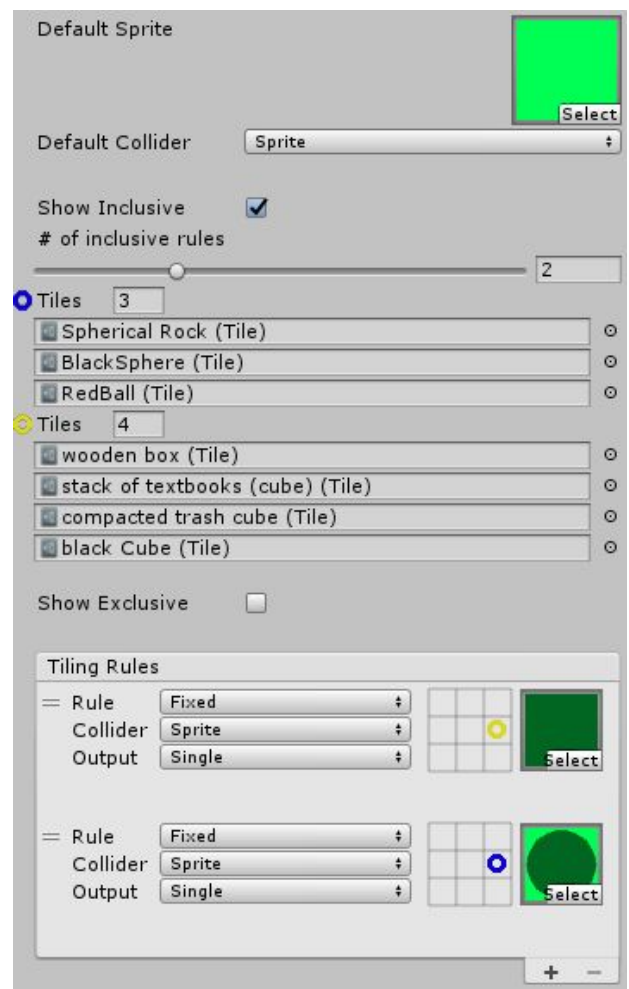 Default Sprite
Select
Default Collider Sprite
Show Inclusive
# of inclusive rules
2
Tiles 3
Spherical Rock (Tile)
BlackSphere (Tile)
RedBall (Tile)
Tiles 4
wooden box (Tile)
stack of textbooks (cube) (Tile)
compacted trash cube (Tile)
black Cube (Tile)
Show Exclusive
Tiling Rules
Rule Fixed
Collider Sprite
Output Single Select
Rule Fixed
Collider Sprite
Output Single Select
+ −